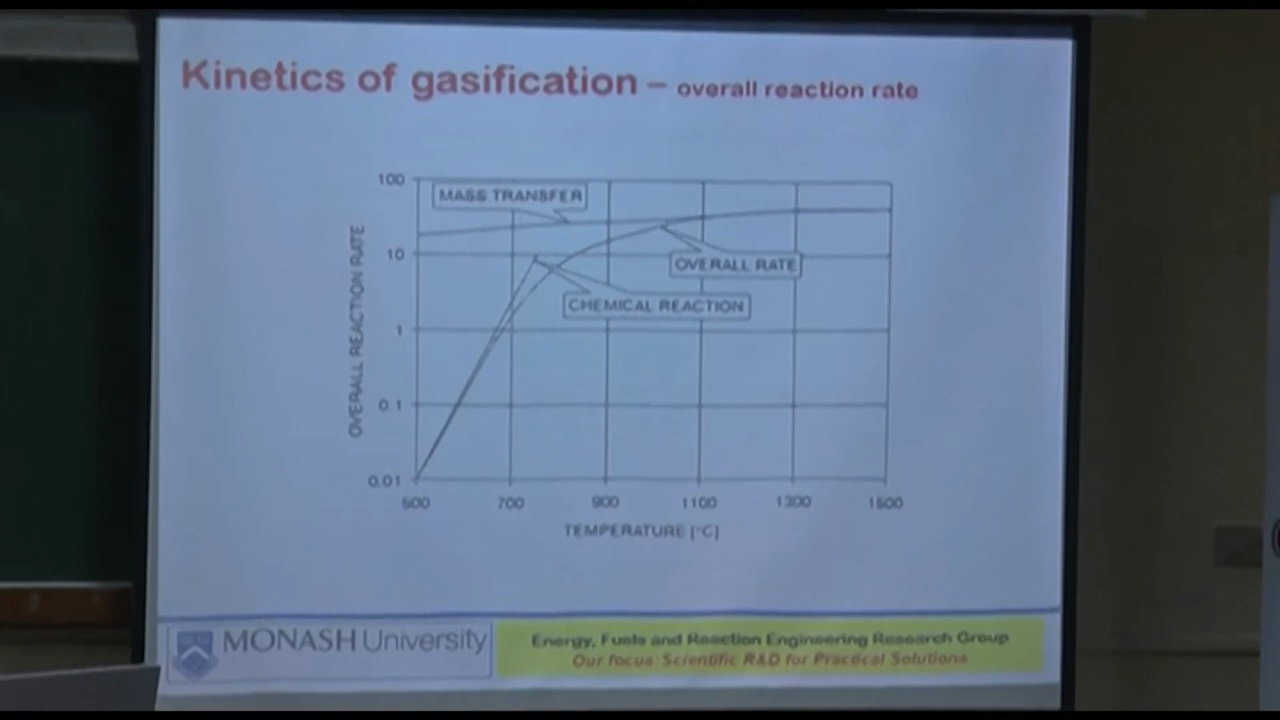 Kinetics of gasification – overall reaction rate
100
MASS TRANSFER
10
OVERALL RATE
CHEMICAL REACTION
1
0.1
0.01
OVERALL REACTION RATE
500 700 900 1100 1300 1500
TEMPERATURE [°C]
MONASH University
Energy, Fuels and Reaction Engineering Research Group
Our focus: Scientific R&D for Practical Solutions